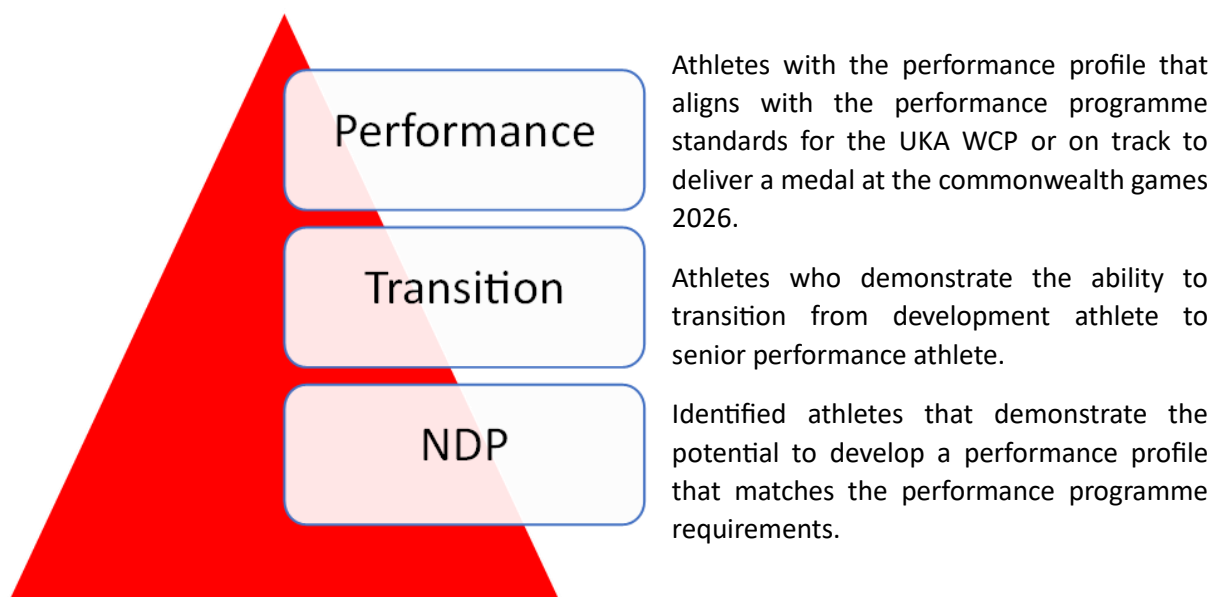 Performance
Athletes with the performance profile that
aligns with the performance programme
standards for the UKA WCP or on track to
deliver a medal at the commonwealth games
2026.
Transition
Athletes who demonstrate the ability to
transition from development athlete to
senior performance athlete.
NDP
Identified athletes that demonstrate the
potential to develop a performance profile
that matches the performance programme
requirements.